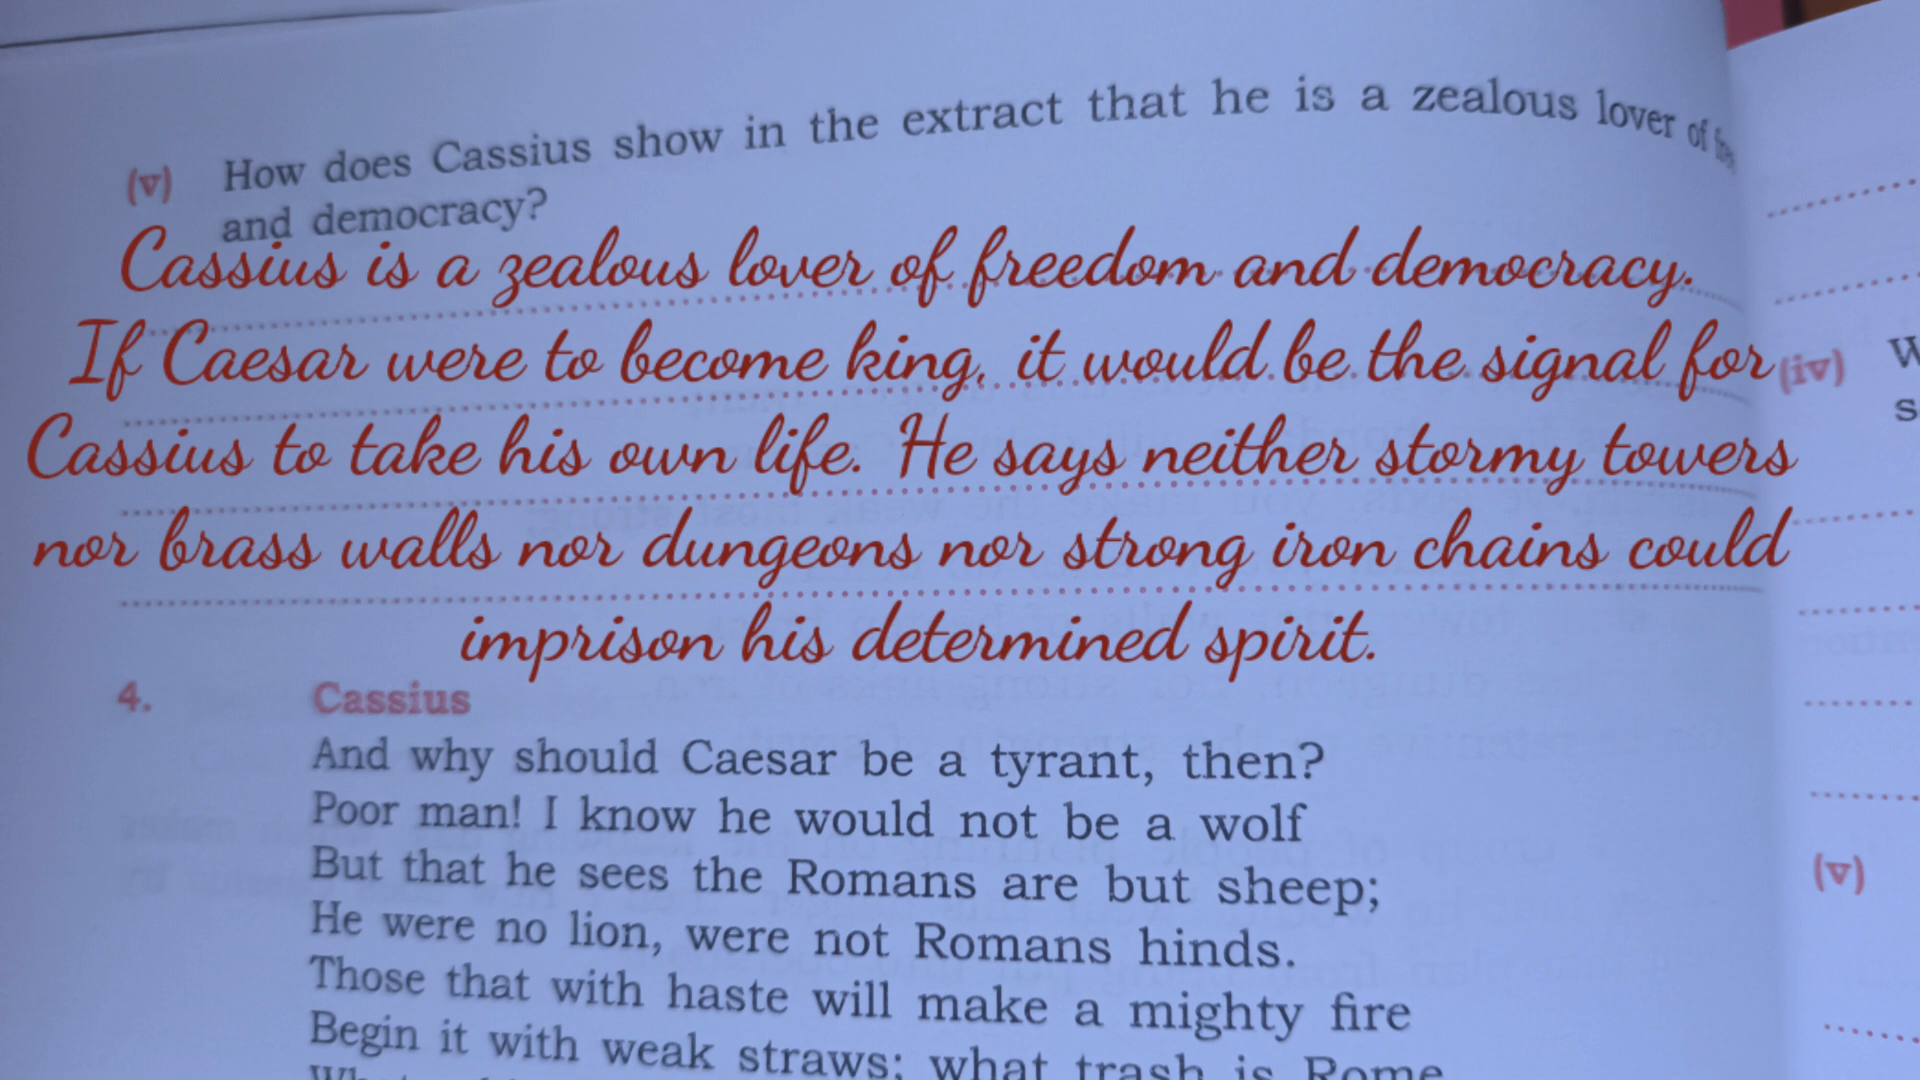 (v) How does Cassius show in the extract that he is a zealous lover of
and democracy?
Cassius is a zealous lover of freedom and democracy.
If Caesar were to become king, it would be the signal for
Cassius to take his own life. He says neither stormy towers
nor brass walls nor dungeons nor strong iron chains could
imprison his determined spirit.
4. Cassius
And why should Caesar be a tyrant, then?
Poor man! I know he would not be a wolf
But that he sees the Romans are but sheep;
He were no lion, were not Romans hinds.
Those that with haste will make a mighty fire
Begin it with weak straws; what trash is Rome
(iv)
(v)